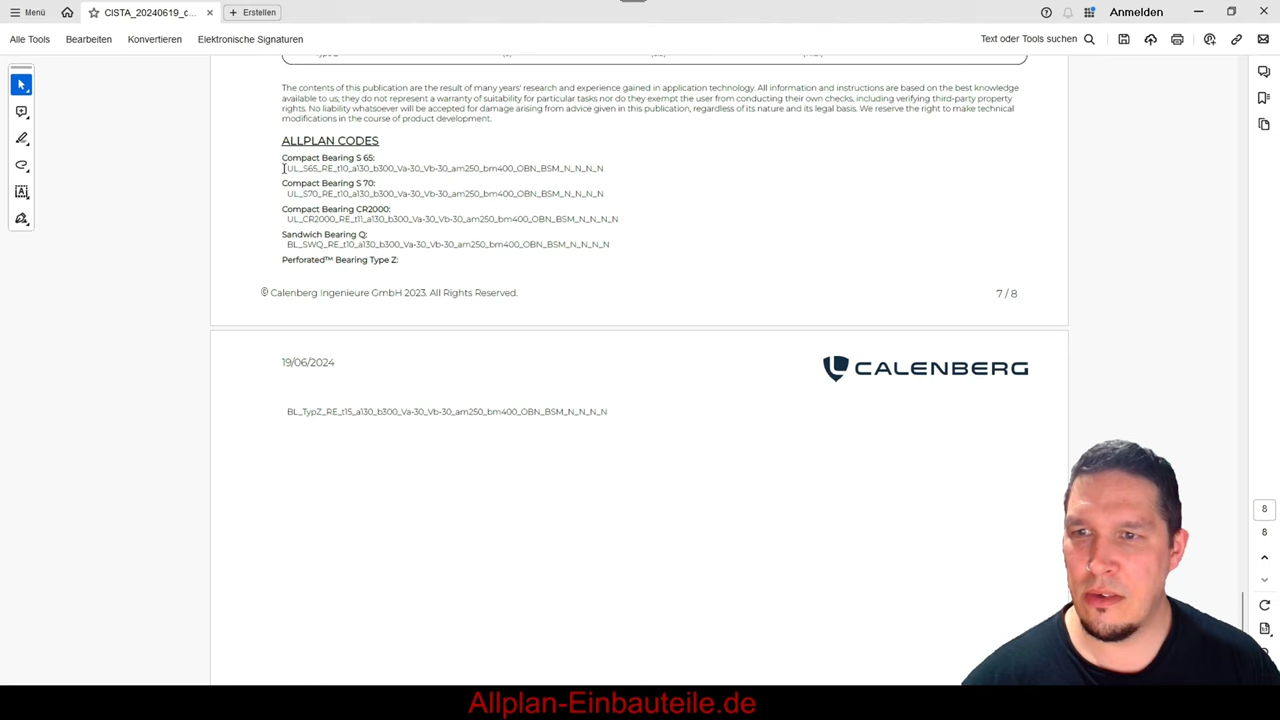 Menü
CISTA_20240619_c...
Erstellen
Anmelden
Alle Tools
Bearbeiten
Konvertieren
Elektronische Signaturen
Text oder Tools suchen
The contents of this publication are the result of many years' research and experience gained in application technology. All information and instructions are based on the best knowledge
available to us; they do not represent a warranty of suitability for particular tasks nor do they exempt the user from conducting their own checks, including verifying third-party property
rights. No liability whatsoever will be accepted for damage arising from advice given in this publication, regardless of its nature and its legal basis. We reserve the right to make technical
modifications in the course of product development.
ALLPLAN CODES
Compact Bearing S 65:
UL_S65_RE_t10_a130_b300_Va-30_Vb-30_am250_bm400_OBN_BSM_N_N_N_N
Compact Bearing S 70:
UL_S70_RE_t10_a130_b300_Va-30_Vb-30_am250_bm400_OBN_BSM_N_N_N_N
Compact Bearing CR2000:
UL_CR2000_RE_t11_a130_b300_Va-30_Vb-30_am250_bm400_OBN_BSM_N_N_N_N
Sandwich Bearing Q:
BL_SWQ_RE_t10_a130_b300_Va-30_Vb-30_am250_bm400_OBN_BSM_N_N_N_N
Perforated™ Bearing Type Z:
© Calenberg Ingenieure GmbH 2023. All Rights Reserved.
7 / 8
19/06/2024
CALENBERG
BL_TypZ_RE_t15_a130_b300_Va-30_Vb-30_am250_bm400_OBN_BSM_N_N_N_N
8
8
Allplan-Einbauteile.de